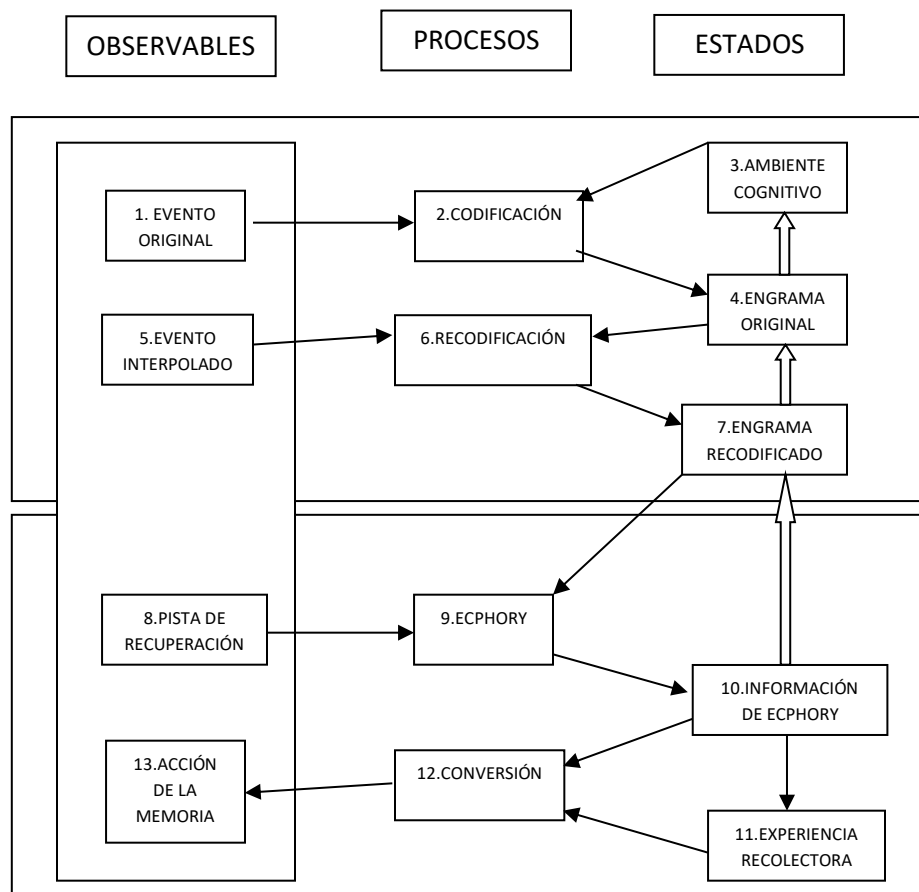 OBSERVABLES
PROCESOS
ESTADOS
3.AMBIENTE
COGNITIVO
1. EVENTO
ORIGINAL
2.CODIFICACIÓN
4.ENGRAMA
ORIGINAL
5.EVENTO
INTERPOLADO
6.RECODIFICACIÓN
7.ENGRAMA
RECODIFICADO
8.PISTA DE
RECUPERACIÓN
9.ECPHORY
10.INFORMACIÓN
DE ECPHORY
13.ACCIÓN
DE LA
MEMORIA
12.CONVERSIÓN
11.EXPERIENCIA
RECOLECTORA